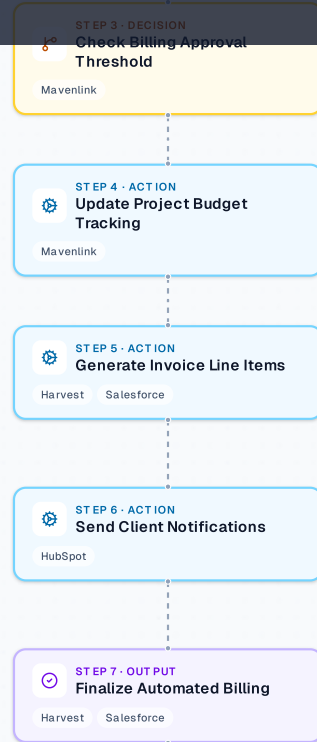 STEP 3 · DECISION
Check Billing Approval
Threshold
Mavenlink
STEP 4 · ACTION
Update Project Budget
Tracking
Mavenlink
STEP 5 · ACTION
Generate Invoice Line Items
Harvest Salesforce
STEP 6 · ACTION
Send Client Notifications
HubSpot
STEP 7 · OUTPUT
Finalize Automated Billing
Harvest Salesforce